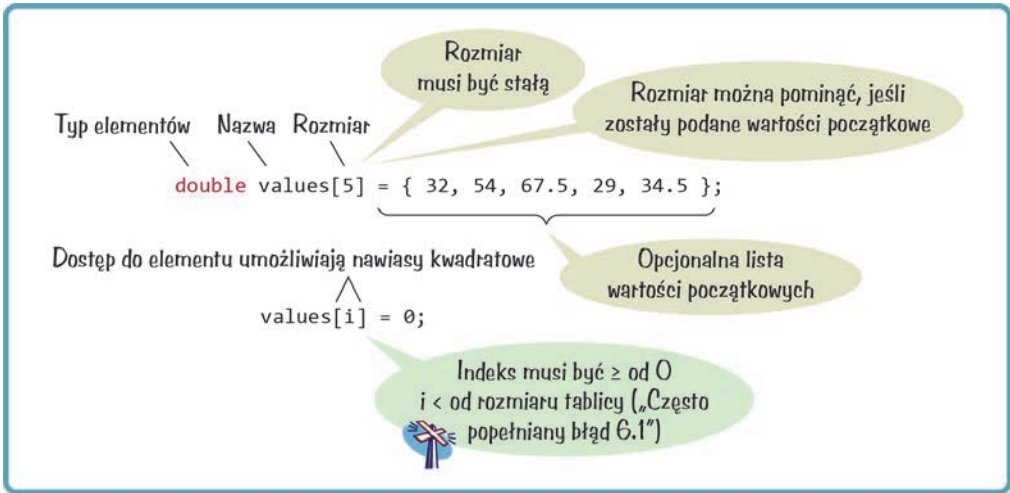 Rozmiar
musi być stałą
Rozmiar można pominąć, jeśli
zostały podane wartości początkowe
Typ elementów Nazwa Rozmiar
double values[5] = { 32, 54, 67.5, 29, 34.5 };
Dostęp do elementu umożliwiają nawiasy kwadratowe
Opcjonalna lista
wartości początkowych
values[i] = 0;
Indeks musi być ≥ od 0
i < od rozmiaru tablicy („Często
popełniany błąd 6.1”)